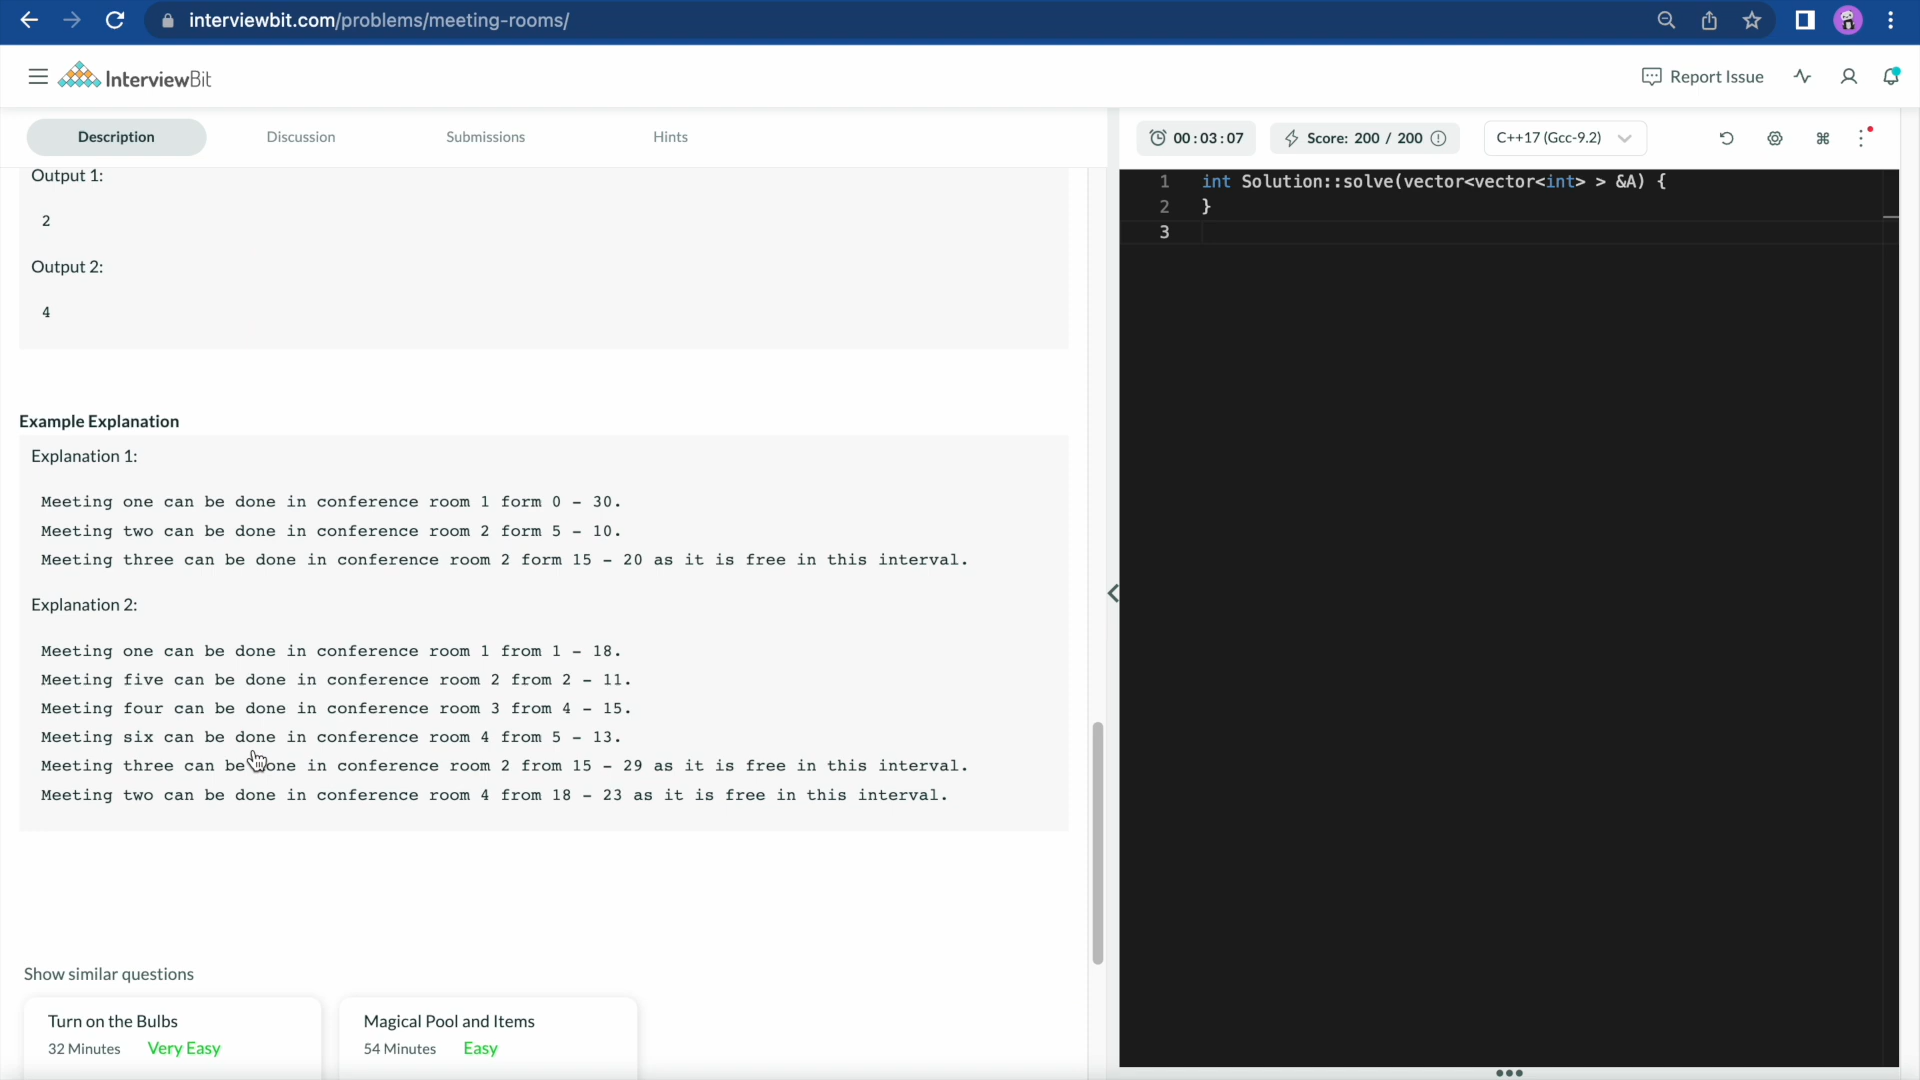 interviewbit.com/problems/meeting-rooms/
InterviewBit
Report Issue
Description
Discussion
Submissions
Hints
Output 1:
2
Output 2:
4
Example Explanation
Explanation 1:
Meeting one can be done in conference room 1 form 0 - 30.
Meeting two can be done in conference room 2 form 5 - 10.
Meeting three can be done in conference room 2 form 15 - 20 as it is free in this interval.
Explanation 2:
Meeting one can be done in conference room 1 from 1 - 18.
Meeting five can be done in conference room 2 from 2 - 11.
Meeting four can be done in conference room 3 from 4 - 15.
Meeting six can be done in conference room 4 from 5 - 13.
Meeting three can be done in conference room 2 from 15 - 29 as it is free in this interval.
Meeting two can be done in conference room 4 from 18 - 23 as it is free in this interval.
Show similar questions
Turn on the Bulbs
32 Minutes Very Easy
Magical Pool and Items
54 Minutes Easy
00:03:07
Score: 200 / 200
C++17 (Gcc-9.2)
1 int Solution::solve(vector<vector<int> > &A) {
2 }
3